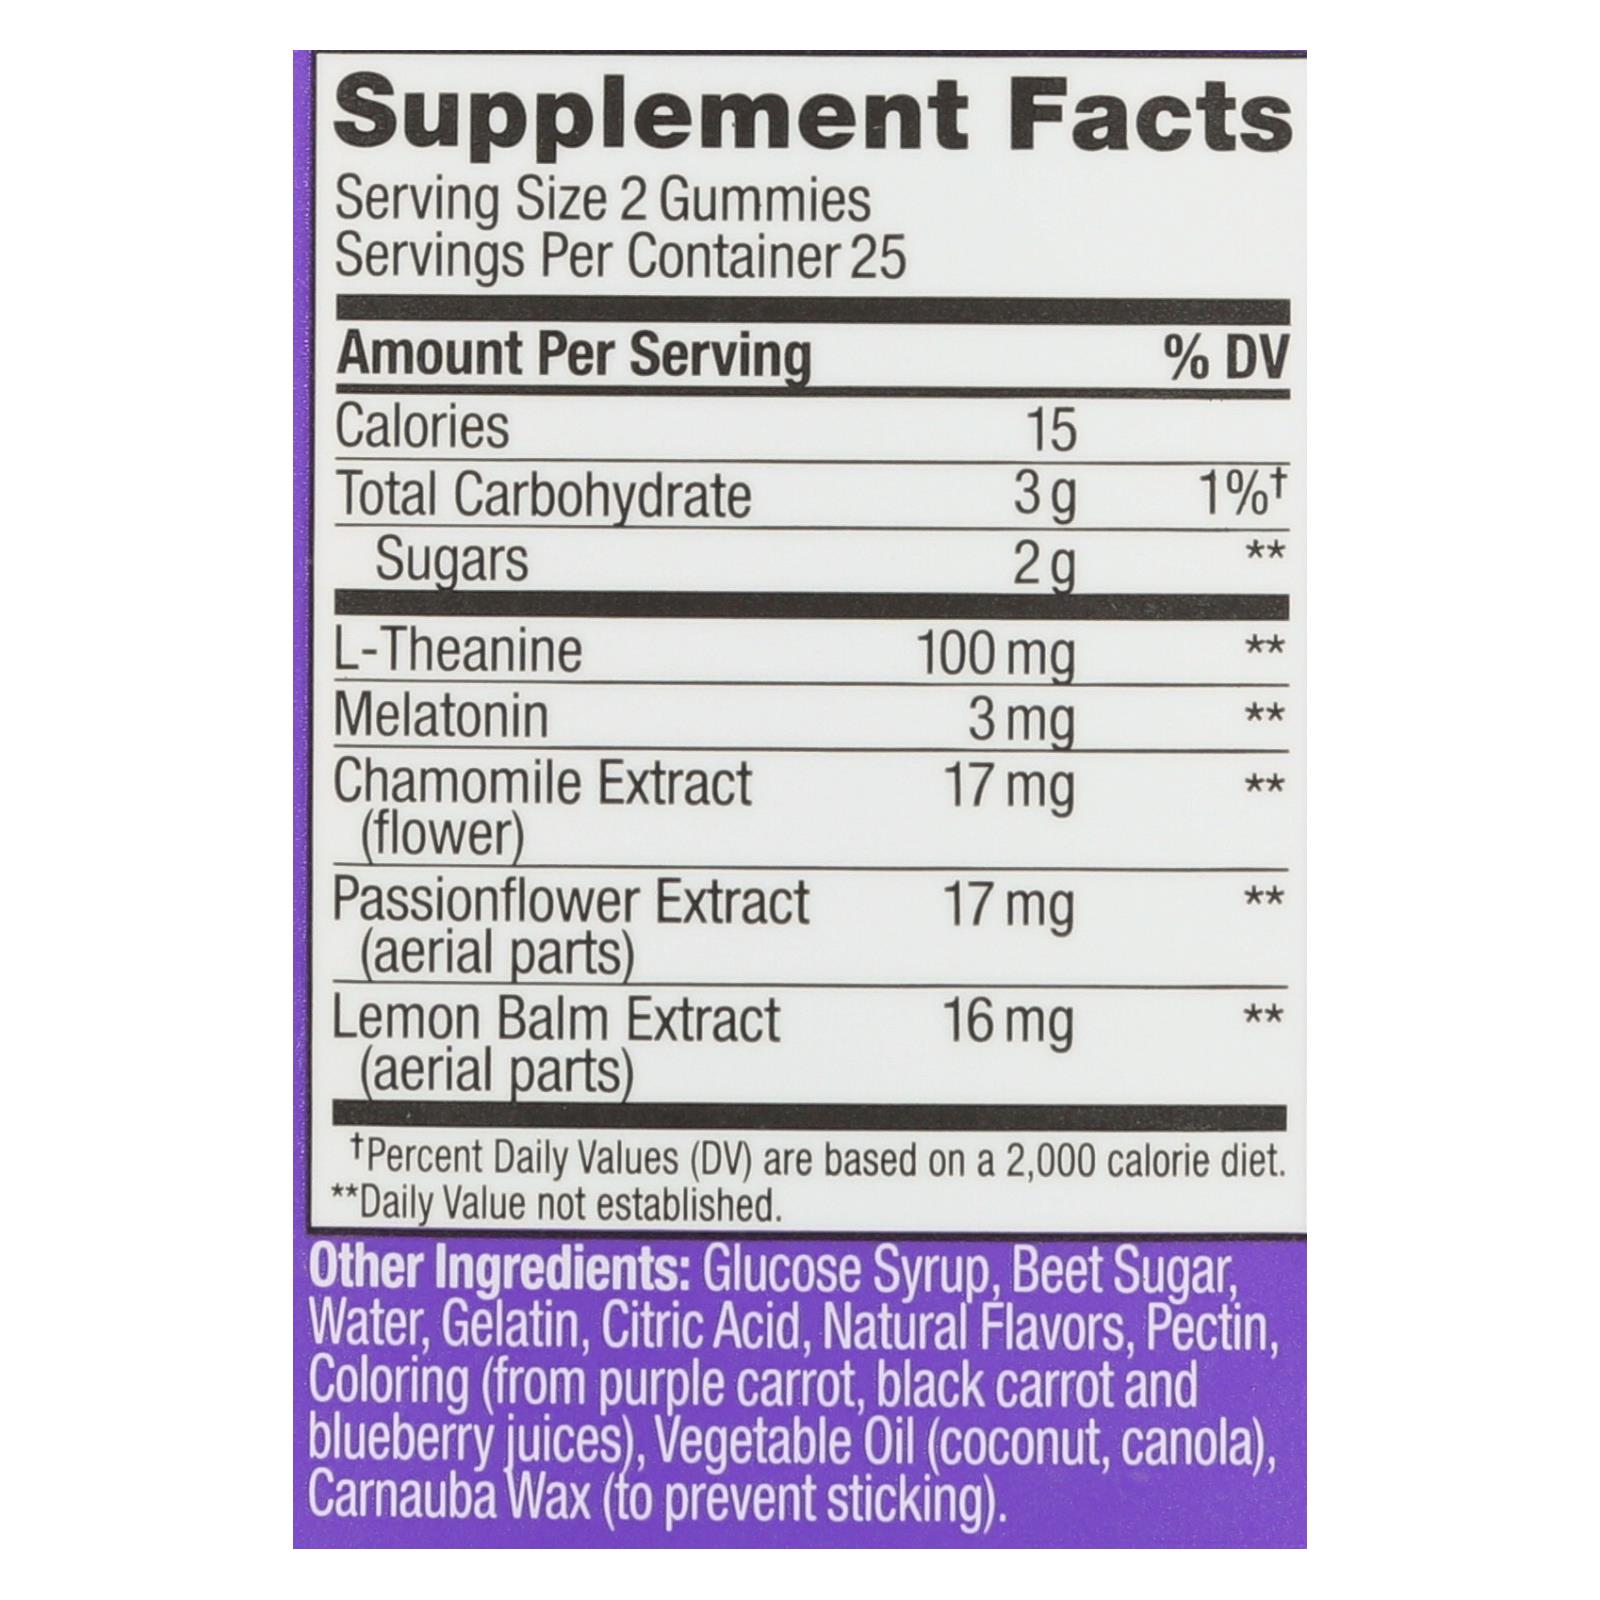 Supplement Facts
Serving Size 2 Gummies
Servings Per Container 25
Amount Per Serving % DV
Calories 15
Total Carbohydrate 3 g 1%†
Sugars 2 g **
L-Theanine 100 mg **
Melatonin 3 mg **
Chamomile Extract 17 mg **
(flower)
Passionflower Extract 17 mg **
(aerial parts)
Lemon Balm Extract 16 mg **
(aerial parts)
†Percent Daily Values (DV) are based on a 2,000 calorie diet.
**Daily Value not established.
Other Ingredients: Glucose Syrup, Beet Sugar,
Water, Gelatin, Citric Acid, Natural Flavors, Pectin,
Coloring (from purple carrot, black carrot and
blueberry juices), Vegetable Oil (coconut, canola),
Carnauba Wax (to prevent sticking).